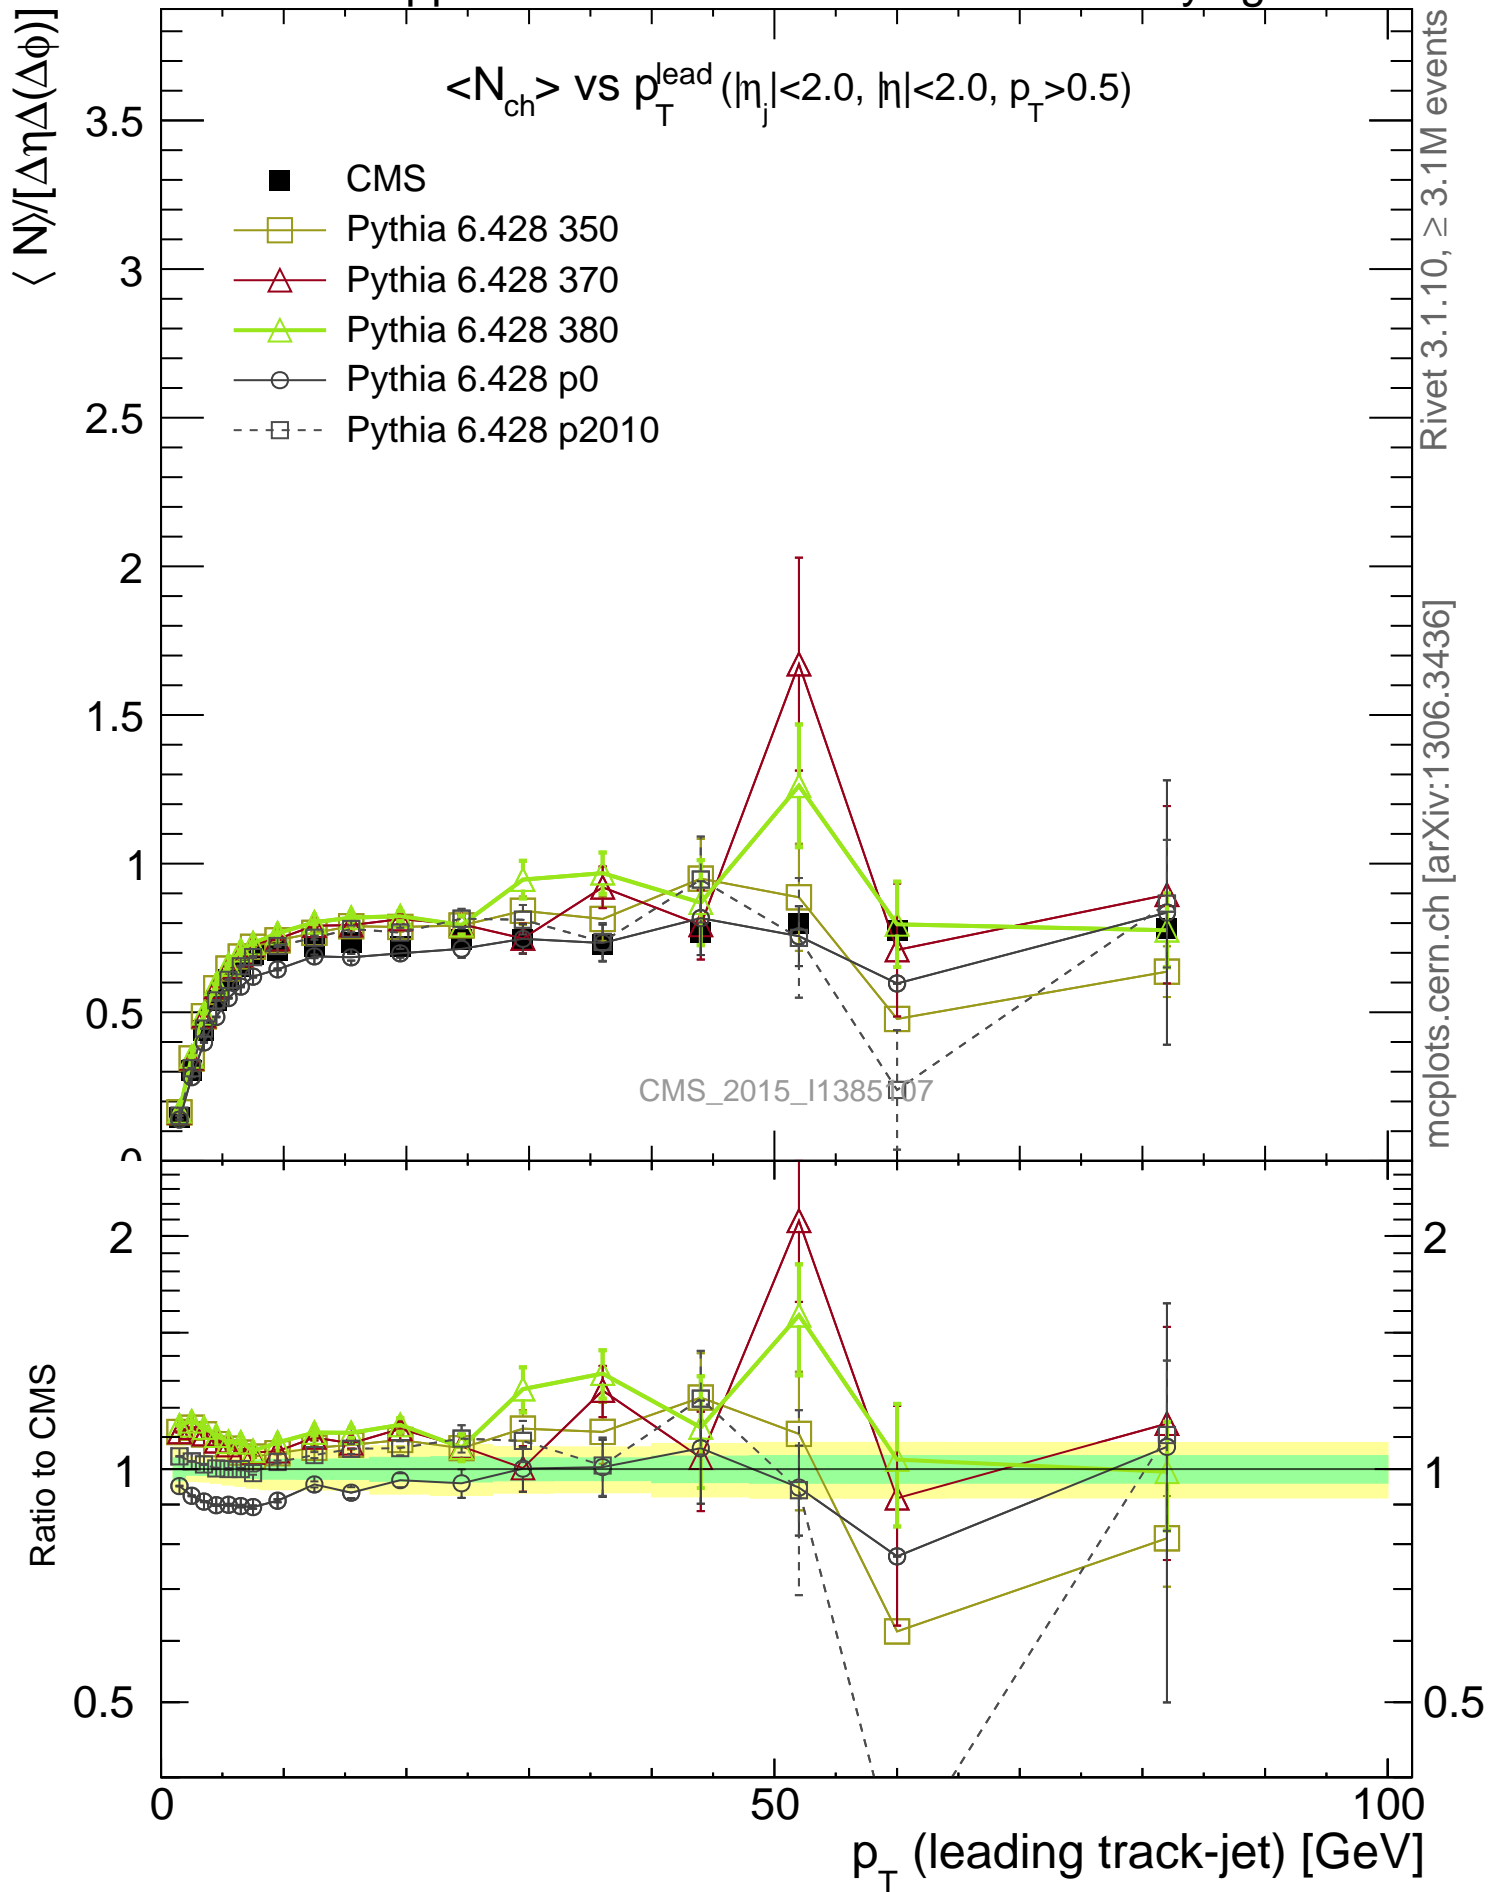 <N_ch> vs p_T^lead (|η_j|<2.0, |η|<2.0, p_T>0.5)
⟨ N⟩/[ΔηΔ(Δφ)]
CMS
Pythia 6.428 350
Pythia 6.428 370
Pythia 6.428 380
Pythia 6.428 p0
Pythia 6.428 p2010
3.5
3
2.5
2
1.5
1
0.5
0
CMS_2015_I1385107
Rivet 3.1.10, ≥ 3.1M events
mcplots.cern.ch [arXiv:1306.3436]
Ratio to CMS
2
1
0.5
2
1
0.5
0
50
100
p_T (leading track-jet) [GeV]